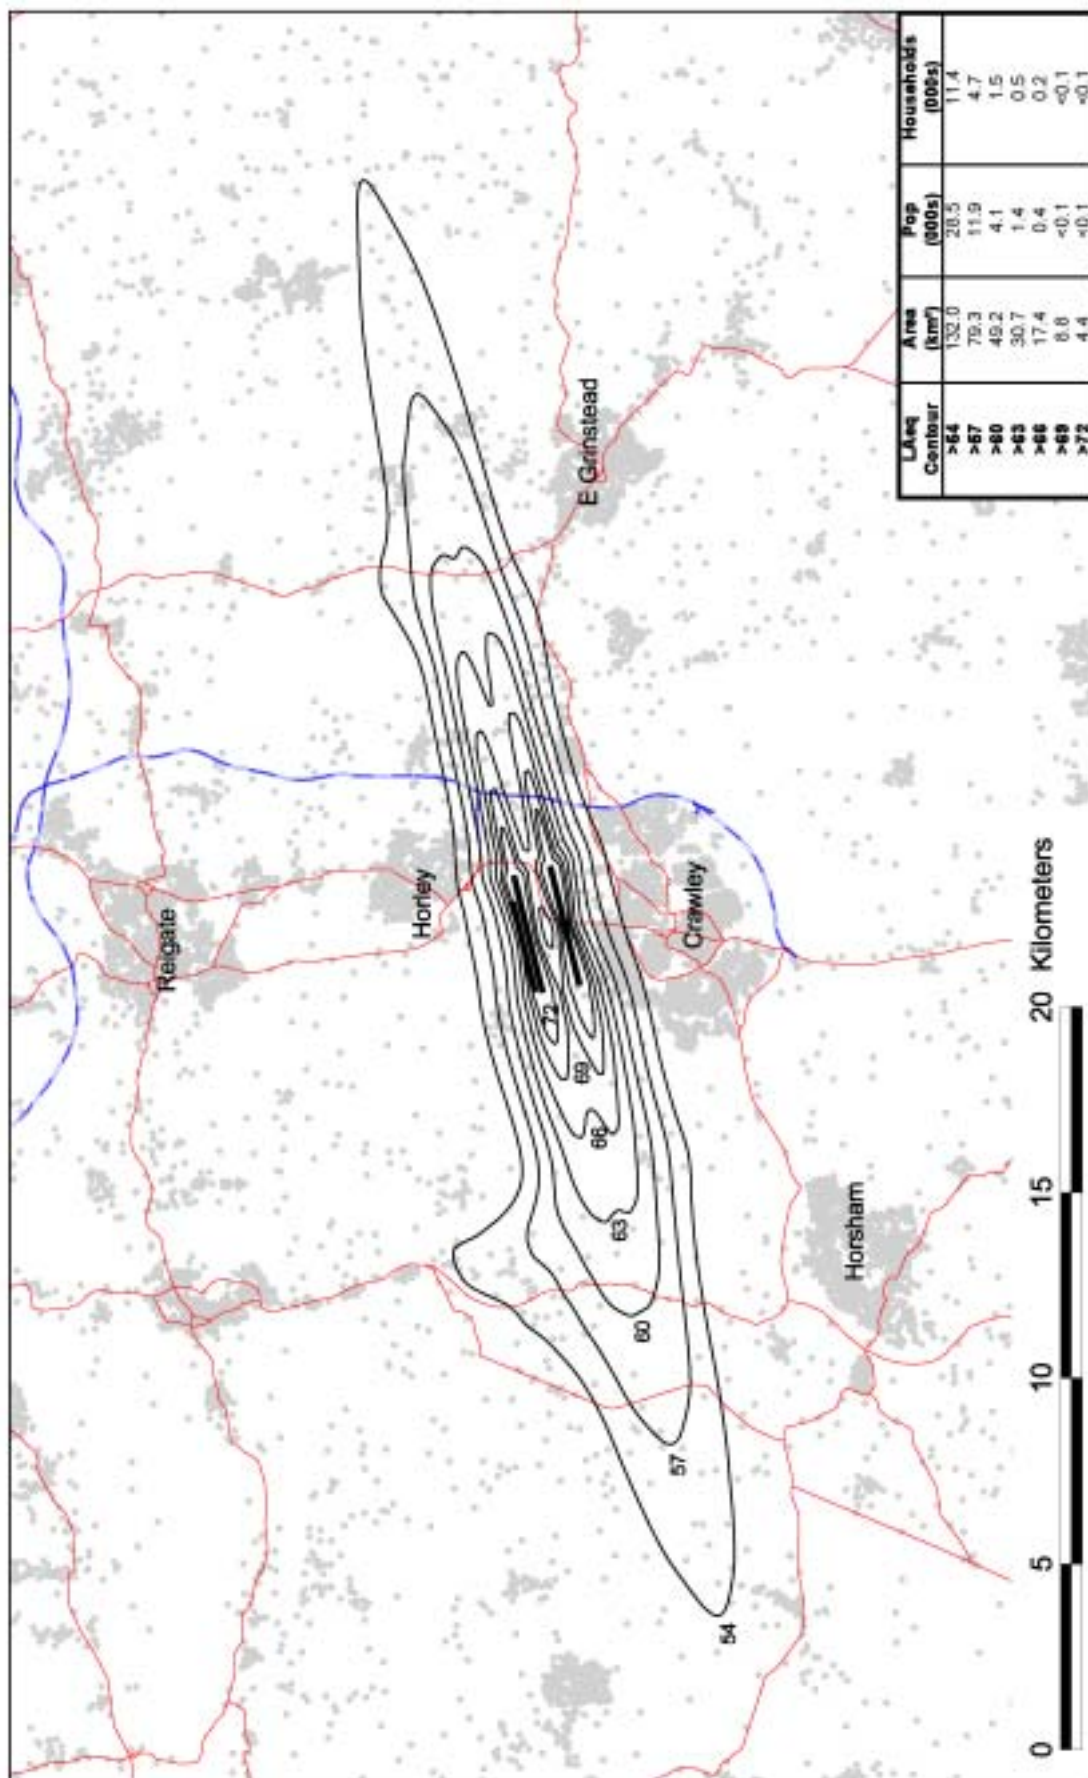 Reigate
Horley
E Grinstead
Crawley
Horsham
72
69
66
63
60
57
54
LAeq Contour Area (km²) Pop (000s) Households (000s)
>54 132.0 28.5 11.4
>57 79.3 11.9 4.7
>60 49.2 4.1 1.5
>63 30.7 1.4 0.5
>66 17.4 0.4 0.2
>69 8.8 <0.1 <0.1
>72 4.4 <0.1 <0.1
0 5 10 15 20 Kilometers